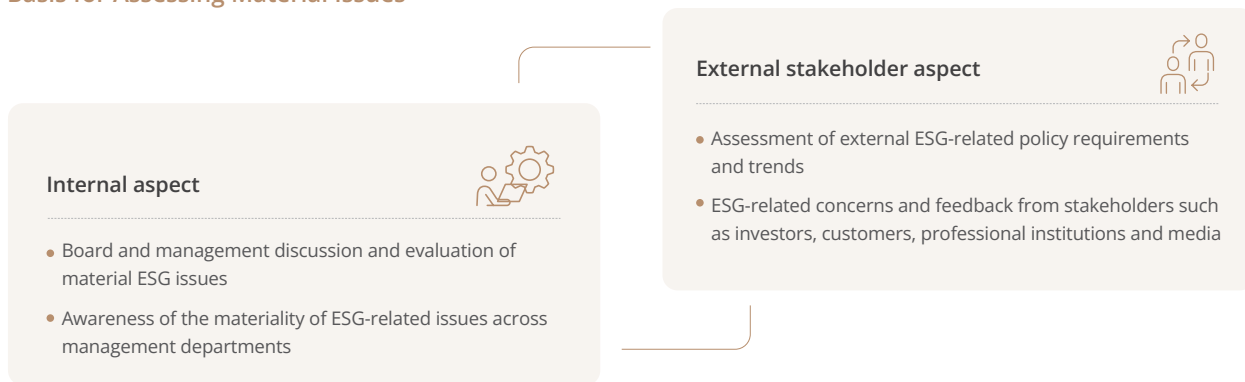 Basis for Assessing Material Issues
Internal aspect
Board and management discussion and evaluation of
material ESG issues
Awareness of the materiality of ESG-related issues across
management departments
External stakeholder aspect
Assessment of external ESG-related policy requirements
and trends
ESG-related concerns and feedback from stakeholders such
as investors, customers, professional institutions and media